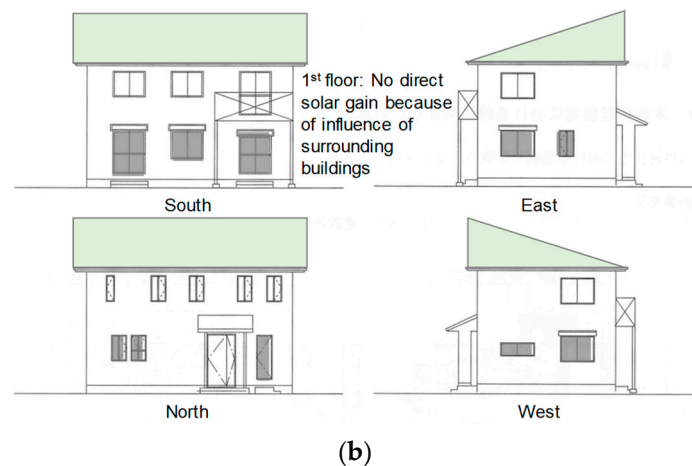 1st floor: No direct
solar gain because
of influence of
surrounding
buildings
South
East
North
West
(b)